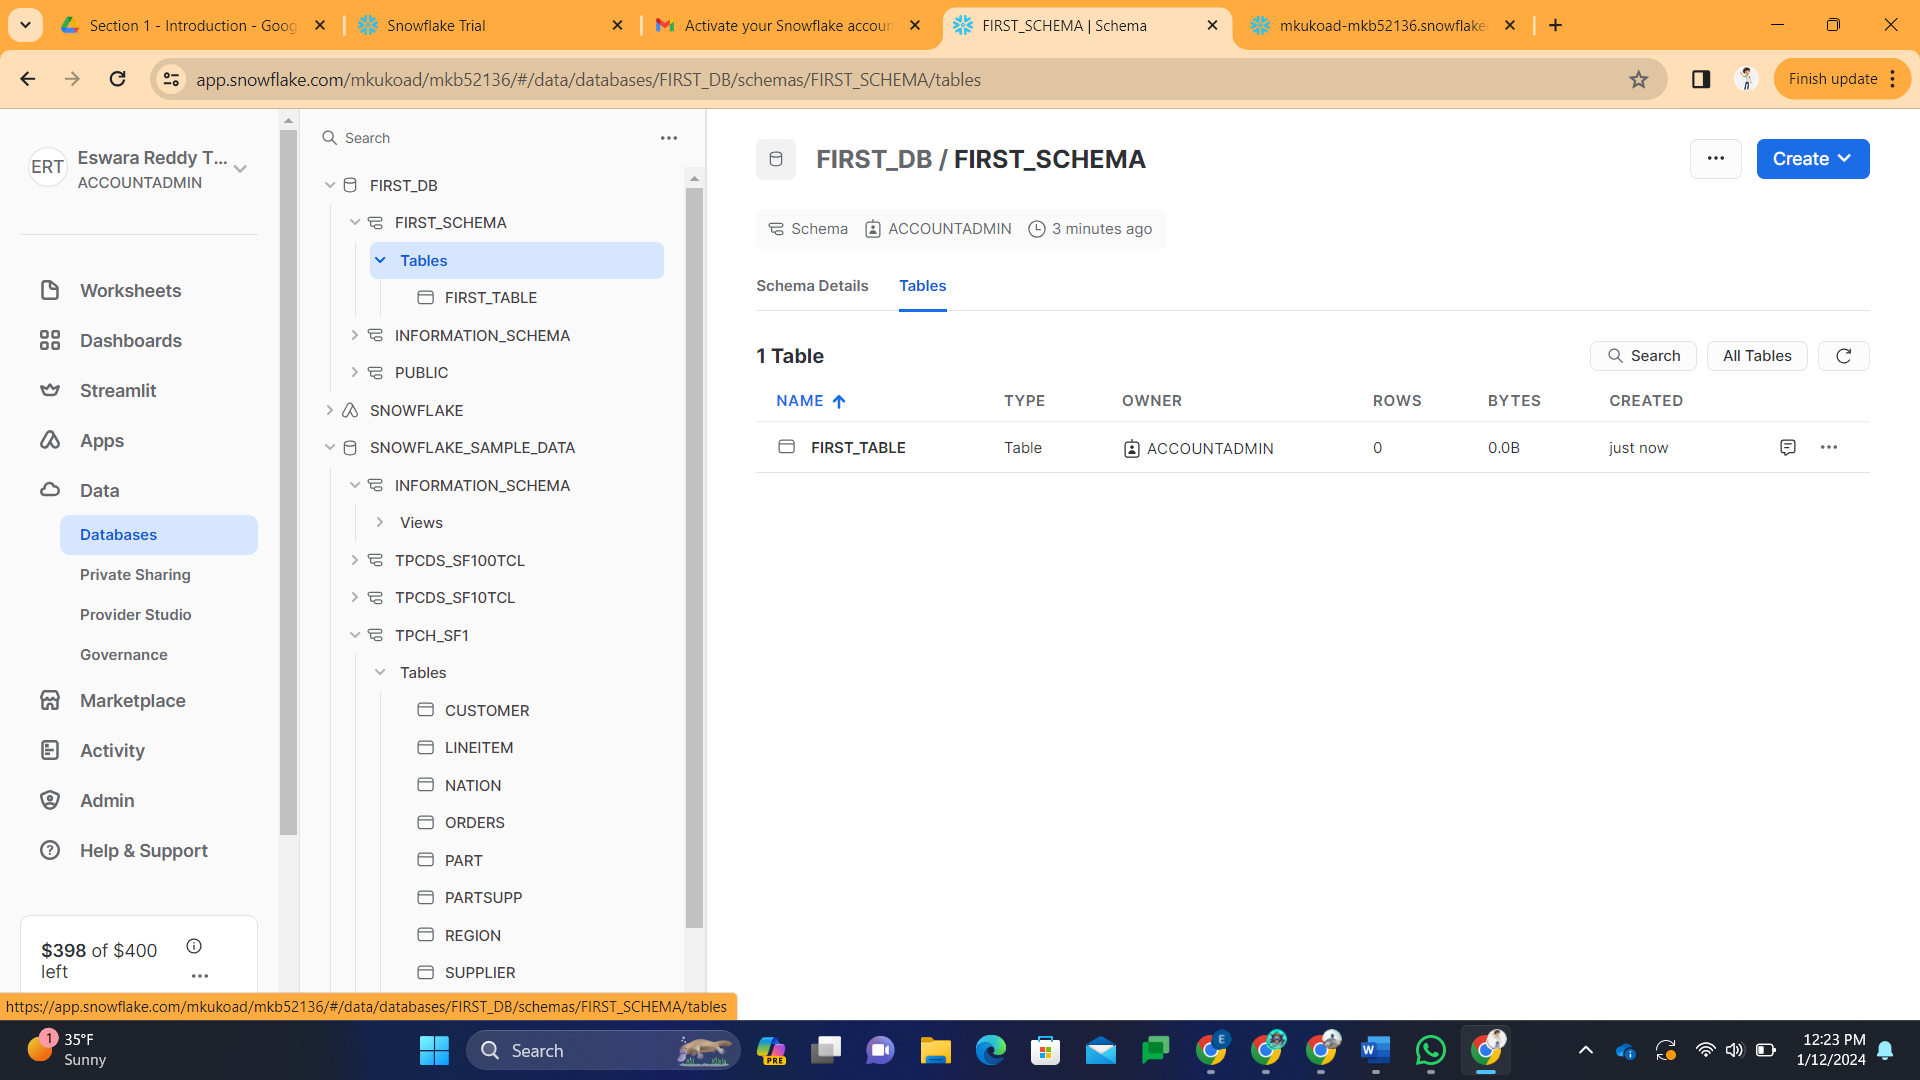 Section 1 - Introduction - Goog
Snowflake Trial
Activate your Snowflake accoun
FIRST_SCHEMA | Schema
mkukoad-mkb52136.snowflake
app.snowflake.com/mkukoad/mkb52136/#/data/databases/FIRST_DB/schemas/FIRST_SCHEMA/tables
Finish update
ERT
Eswara Reddy T...
ACCOUNTADMIN
Worksheets
Dashboards
Streamlit
Apps
Data
Databases
Private Sharing
Provider Studio
Governance
Marketplace
Activity
Admin
Help & Support
$398 of $400
left
Search
FIRST_DB
FIRST_SCHEMA
Tables
FIRST_TABLE
INFORMATION_SCHEMA
PUBLIC
SNOWFLAKE
SNOWFLAKE_SAMPLE_DATA
INFORMATION_SCHEMA
Views
TPCDS_SF100TCL
TPCDS_SF10TCL
TPCH_SF1
Tables
CUSTOMER
LINEITEM
NATION
ORDERS
PART
PARTSUPP
REGION
SUPPLIER
FIRST_DB / FIRST_SCHEMA
Create
Schema ACCOUNTADMIN 3 minutes ago
Schema Details Tables
1 Table
Search All Tables
NAME TYPE OWNER ROWS BYTES CREATED
FIRST_TABLE Table ACCOUNTADMIN 0 0.0B just now
https://app.snowflake.com/mkukoad/mkb52136/#/data/databases/FIRST_DB/schemas/FIRST_SCHEMA/tables
1
35°F
Sunny
Search
PRE
E
12:23 PM
1/12/2024